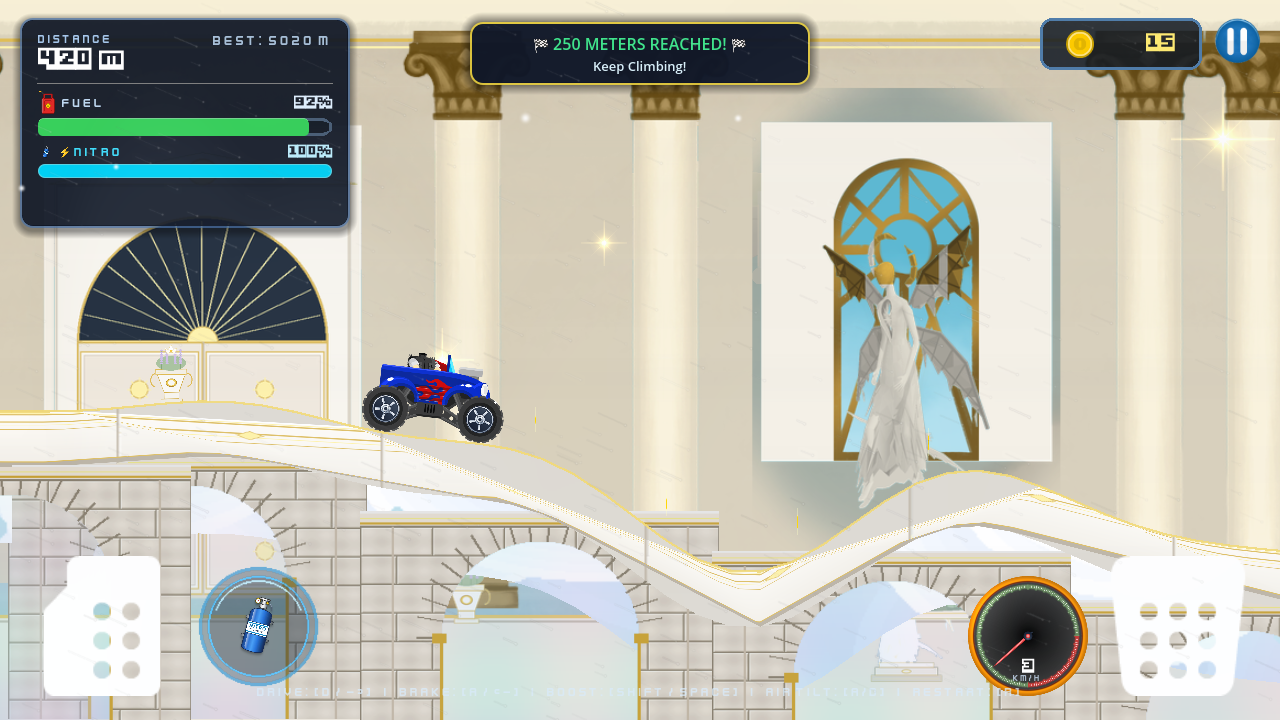 DISTANCE
BEST: 5020 M
420 m
FUEL
92%
⚡NITRO
100%
🏁 250 METERS REACHED! 🏁
Keep Climbing!
15
3
KM/H